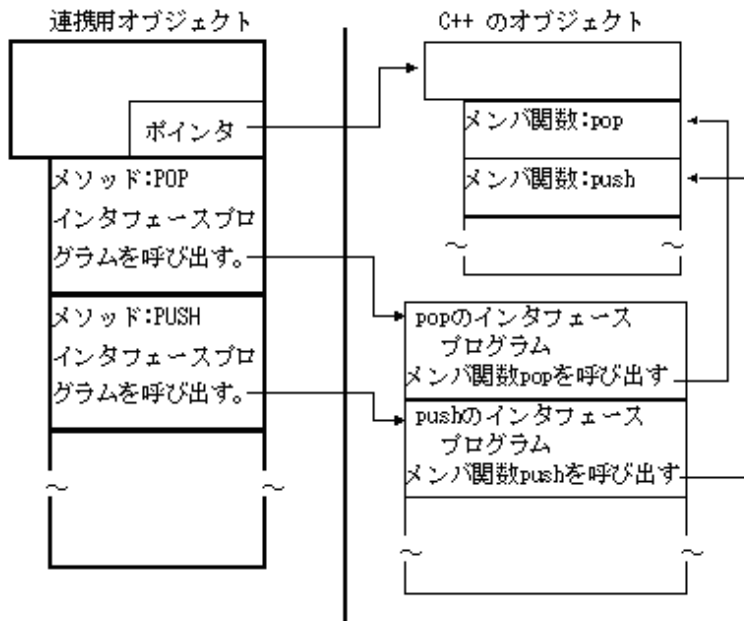 連携用オブジェクト
ポインタ
メソッド:POP
インタフェースプロ
グラムを呼び出す。
メソッド:PUSH
インタフェースプロ
グラムを呼び出す。
～ ～
C++ のオブジェクト
メンバ関数:pop
メンバ関数:push
～ ～
popのインタフェース
プログラム
メンバ関数popを呼び出す
pushのインタフェース
プログラム
メンバ関数pushを呼び出す
～ ～